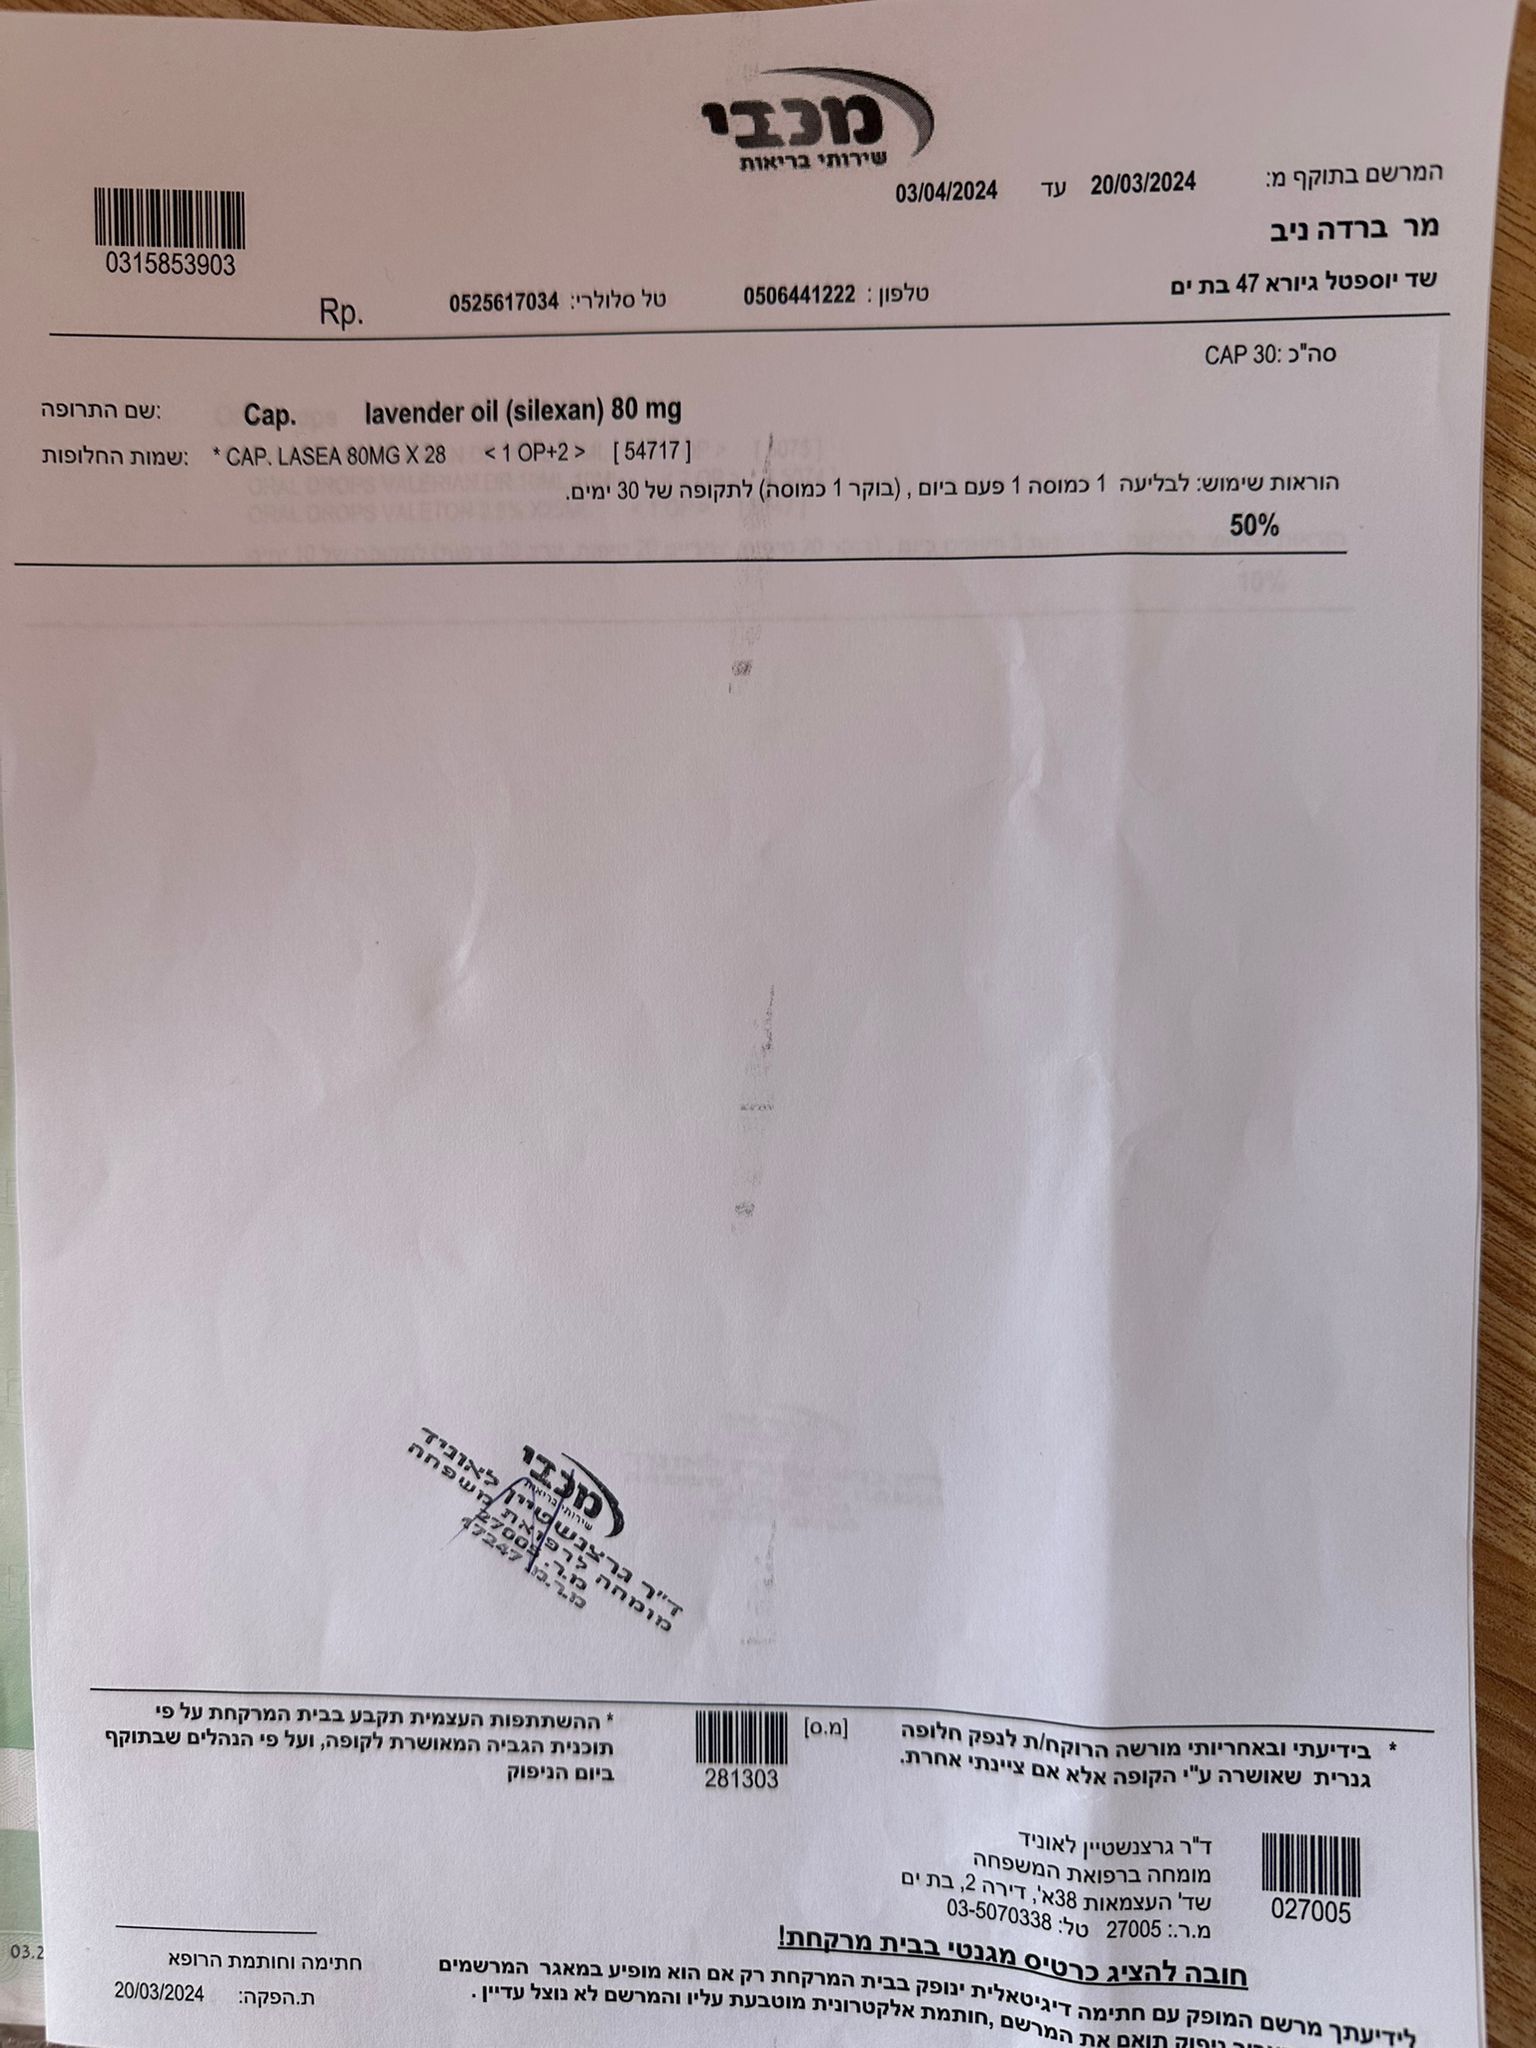 מכבי
שירותי בריאות
המרשם בתוקף מ: 20/03/2024 עד 03/04/2024
מר ברדה ניב
0315853903
שד יוספטל גיורא 47 בת ים טלפון : 0506441222 טל סלולרי: 0525617034 Rp.
סה"כ: 30 CAP
שם התרופה: Cap. lavender oil (silexan) 80 mg
שמות החלופות: * CAP. LASEA 80MG X 28 < 1 OP+2 > [ 54717 ]
הוראות שימוש: לבליעה 1 כמוסה 1 פעם ביום , (בוקר 1 כמוסה) לתקופה של 30 ימים.
50%
10%
מכבי
שירותי בריאות
ד"ר גרצנשטיין לאוניד
מומחה לרפואת משפחה
מ.ר. 27005
מ.ר.מ. 17247
* בידיעתי ובאחריותי מורשה הרוקח/ת לנפק חלופה
גנרית שאושרה ע"י הקופה אלא אם ציינתי אחרת.
[מ.ס]
281303
* ההשתתפות העצמית תקבע בבית המרקחת על פי
תוכנית הגביה המאושרת לקופה, ועל פי הנהלים שבתוקף
ביום הניפוק
027005
ד"ר גרצנשטיין לאוניד
מומחה ברפואת המשפחה
שד' העצמאות 38א', דירה 2, בת ים
מ.ר.: 27005 טל: 03-5070338
חובה להציג כרטיס מגנטי בבית מרקחת!
חתימה וחותמת הרופא
ת.הפקה: 20/03/2024
לידיעתך מרשם המופק עם חתימה דיגיטאלית ינופק בבית המרקחת רק אם הוא מופיע במאגר המרשמים
ניפוק תואם את המרשם ,חותמת אלקטרונית מוטבעת עליו והמרשם לא נוצל עדיין .
03.2